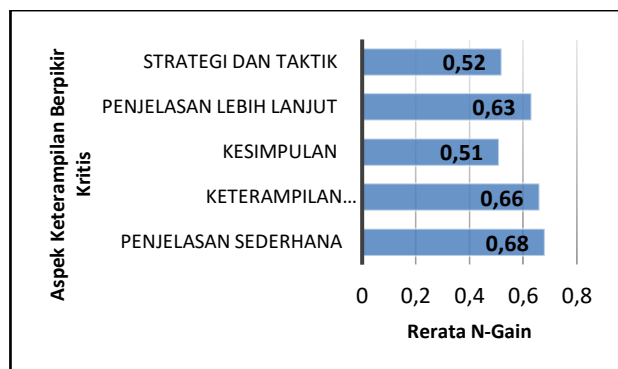 Aspek Keterampilan Berpikir
Kritis
STRATEGI DAN TAKTIK
0,52
PENJELASAN LEBIH LANJUT
0,63
KESIMPULAN
0,51
KETERAMPILAN...
0,66
PENJELASAN SEDERHANA
0,68
0 0,2 0,4 0,6 0,8
Rerata N-Gain